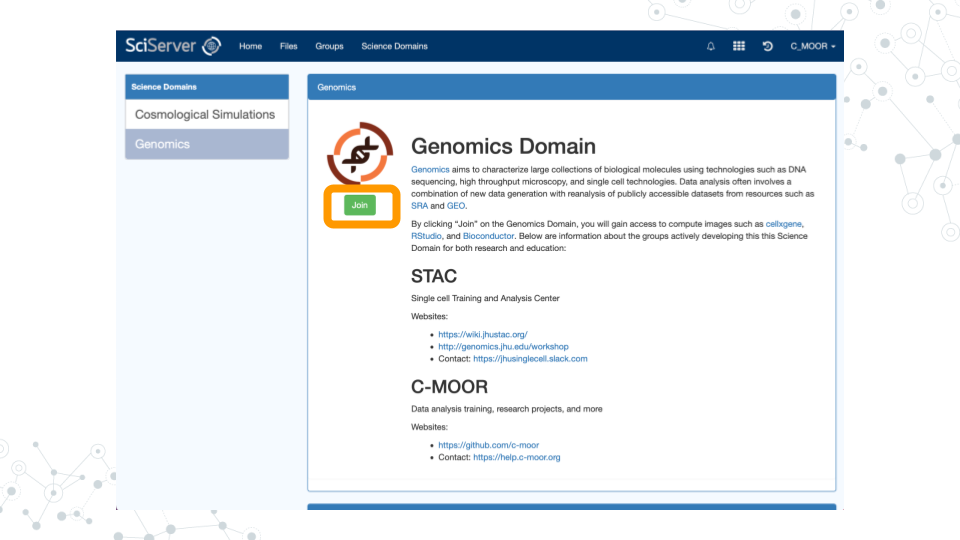 SciServer
Home Files Groups Science Domains
C_MOOR
Science Domains
Cosmological Simulations
Genomics
Genomics
Join
Genomics Domain
Genomics aims to characterize large collections of biological molecules using technologies such as DNA
sequencing, high throughput microscopy, and single cell technologies. Data analysis often involves a
combination of new data generation with reanalysis of publicly accessible datasets from resources such as
SRA and GEO.
By clicking “Join” on the Genomics Domain, you will gain access to compute images such as cellxgene,
RStudio, and Bioconductor. Below are information about the groups actively developing this this Science
Domain for both research and education:
STAC
Single cell Training and Analysis Center
Websites:
• https://wiki.jhustac.org/
• http://genomics.jhu.edu/workshop
• Contact: https://jhusinglecell.slack.com
C-MOOR
Data analysis training, research projects, and more
Websites:
• https://github.com/c-moor
• Contact: https://help.c-moor.org